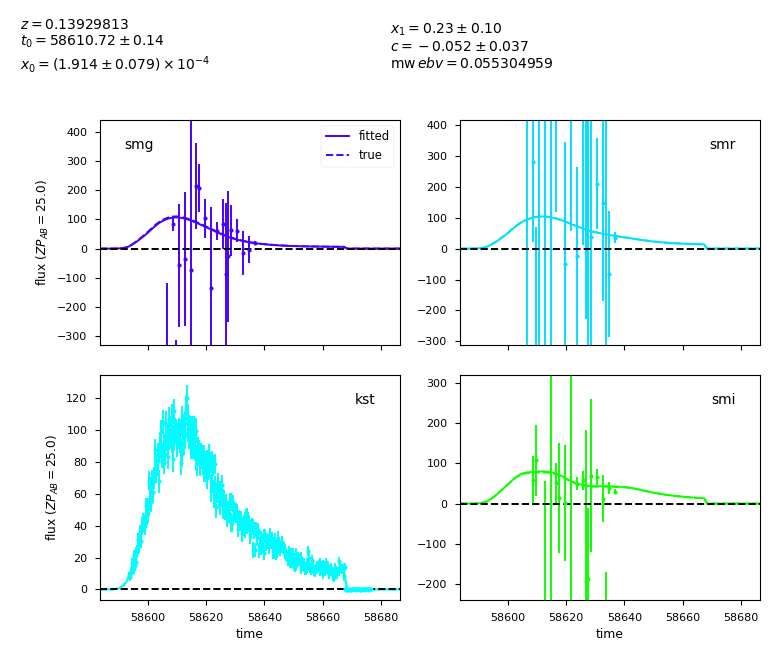 z = 0.13929813
t₀ = 58610.72 ± 0.14
x₀ = (1.914 ± 0.079) × 10⁻⁴
x₁ = 0.23 ± 0.10
c = −0.052 ± 0.037
mw ebv = 0.055304959
smg
fitted
true
400
300
200
100
0
−100
−200
−300
flux (ZP_AB = 25.0)
smr
400
300
200
100
0
−100
−200
−300
kst
120
100
80
60
40
20
0
flux (ZP_AB = 25.0)
58600 58620 58640 58660 58680
time
smi
300
200
100
0
−100
−200
58600 58620 58640 58660 58680
time